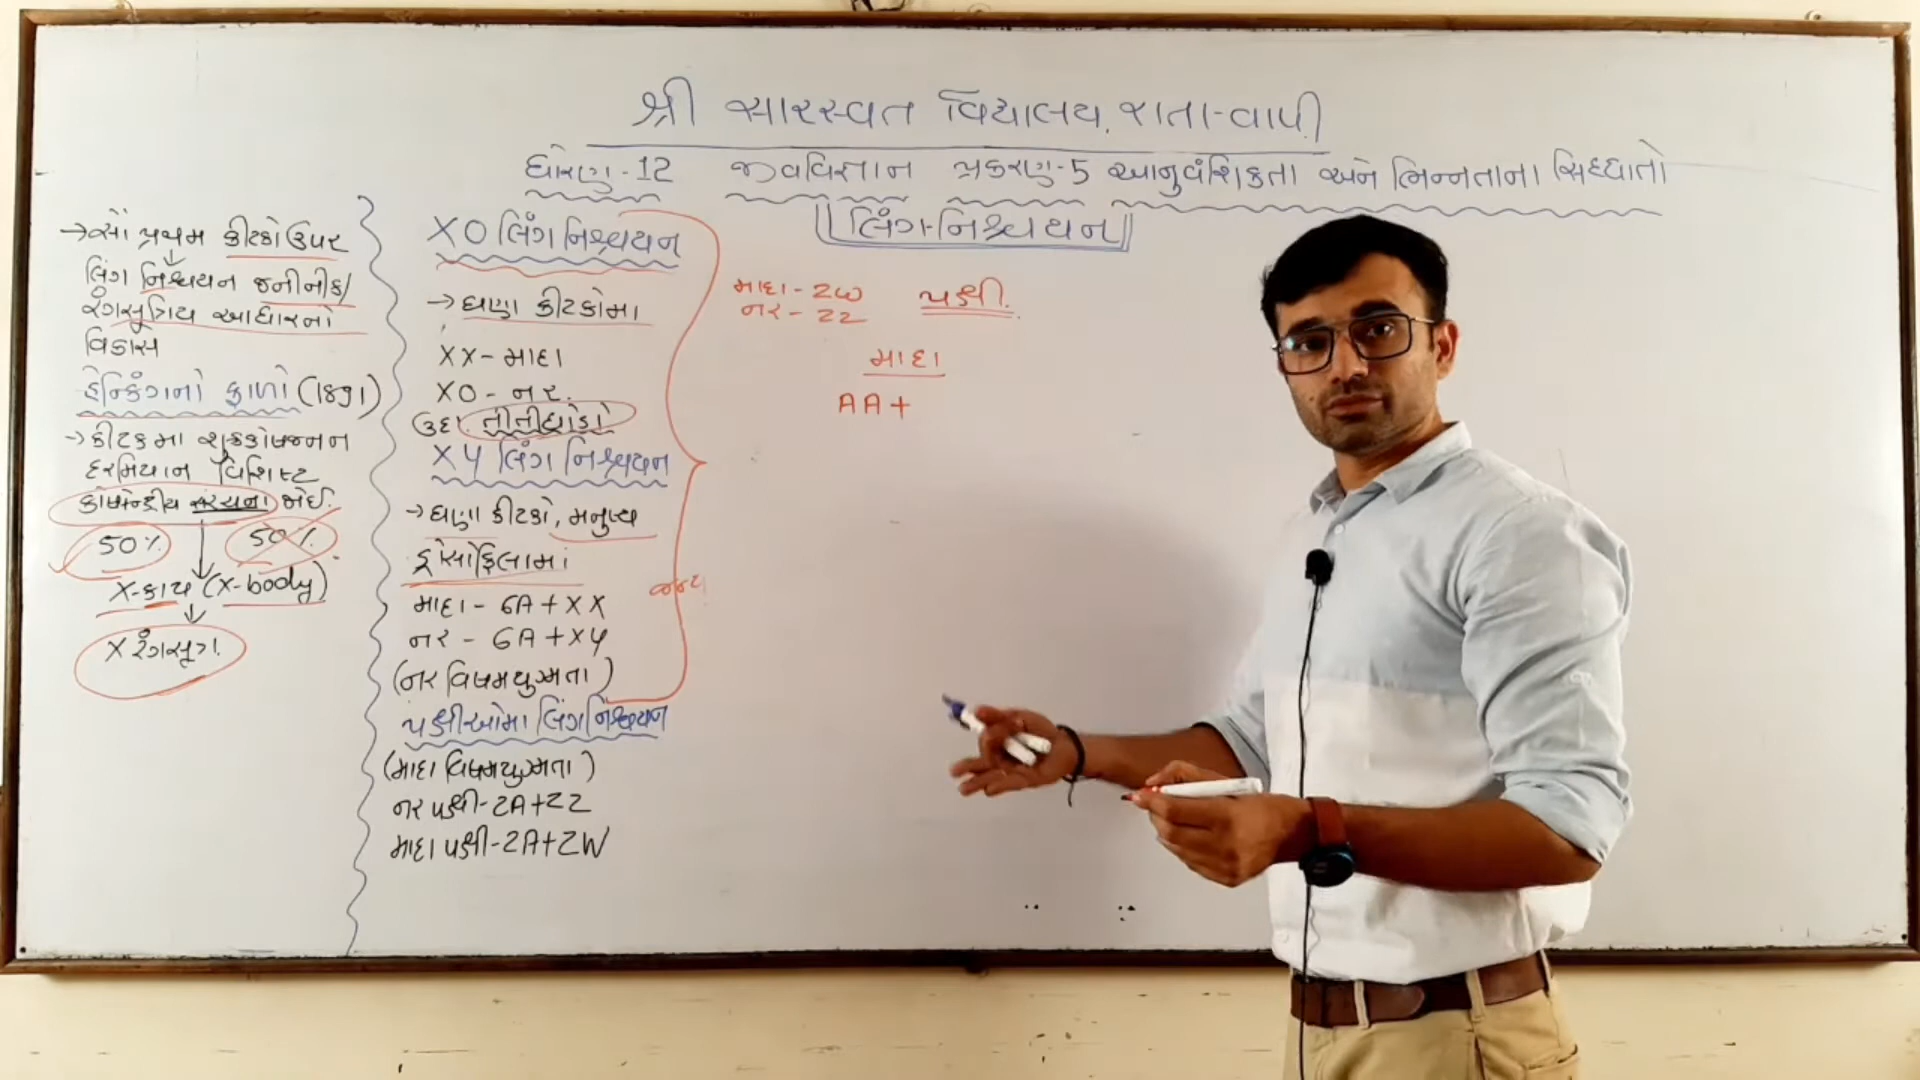 શ્રી સારસ્વત વિદ્યાલય, રાતા-વાપી
ધોરણ-12 જીવવિજ્ઞાન પ્રકરણ-5 આનુવંશિકતા અને ભિન્નતાના સિધ્ધાતો
લિંગ-નિશ્ચયન
→સૌ પ્રથમ કીટકો ઉપર
લિંગ નિશ્ચયન જનીનીક/
રંગસૂત્રિય આધારનો
વિકાસ
હેન્કિંગનો ફાળો (1891)
→કીટકમા શુક્રકોષજનન
દરમિયાન વિશિષ્ટ
કોષકેન્દ્રીય સંરચના જોઈ.
50% 50%
X-કાય (X-body)
X રંગસૂત્ર.
XO લિંગ નિશ્ચયન
→ઘણા કીટકોમા
XX- માદા
XO - નર.
ઉદા. તીતીઘોડો
XY લિંગ નિશ્ચયન
→ઘણા કીટકો, મનુષ્ય
ડ્રોસોફિલામાં
માદા - 6A + XX
નર - 6A + XY
(નર વિષમયુગ્મતા)
પક્ષીઓમા લિંગ નિશ્ચયન
(માદા વિષમયુગ્મતા)
નર પક્ષી-2A+ZZ
માદા પક્ષી-2A+ZW
માદા - ZW પક્ષી.
નર - ZZ
માદા
AA+